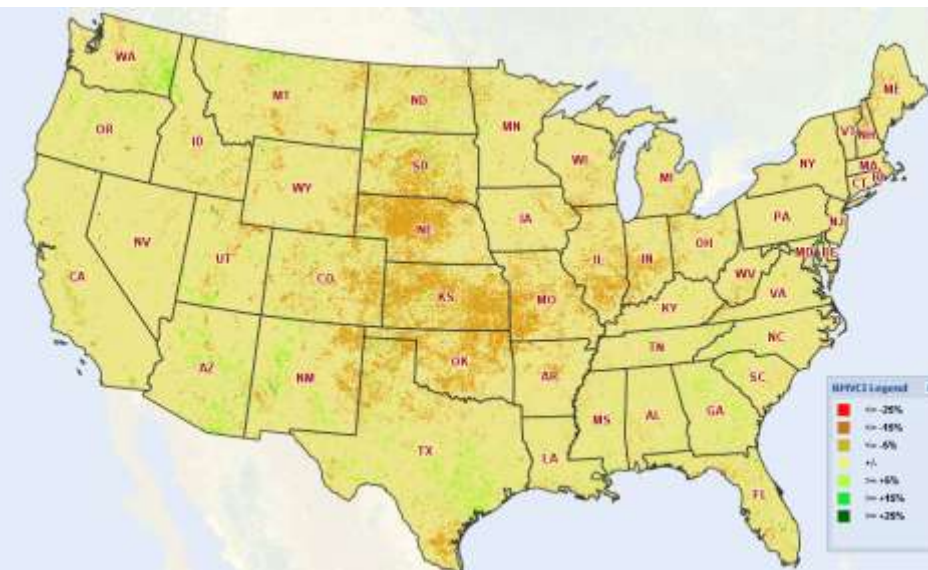 WA
MT
ND
MN
ME
OR
ID
SD
WI
VT
NH
WY
MI
NY
MA
CT
RI
NE
IA
PA
NJ
NV
UT
IL
IN
OH
MD
DE
CA
CO
KS
MO
WV
VA
KY
AZ
NM
OK
AR
TN
NC
SC
MS
AL
GA
TX
LA
FL
Legend
<= -25%
<= -15%
<= -5%
+/-
>= +5%
>= +15%
>= +25%